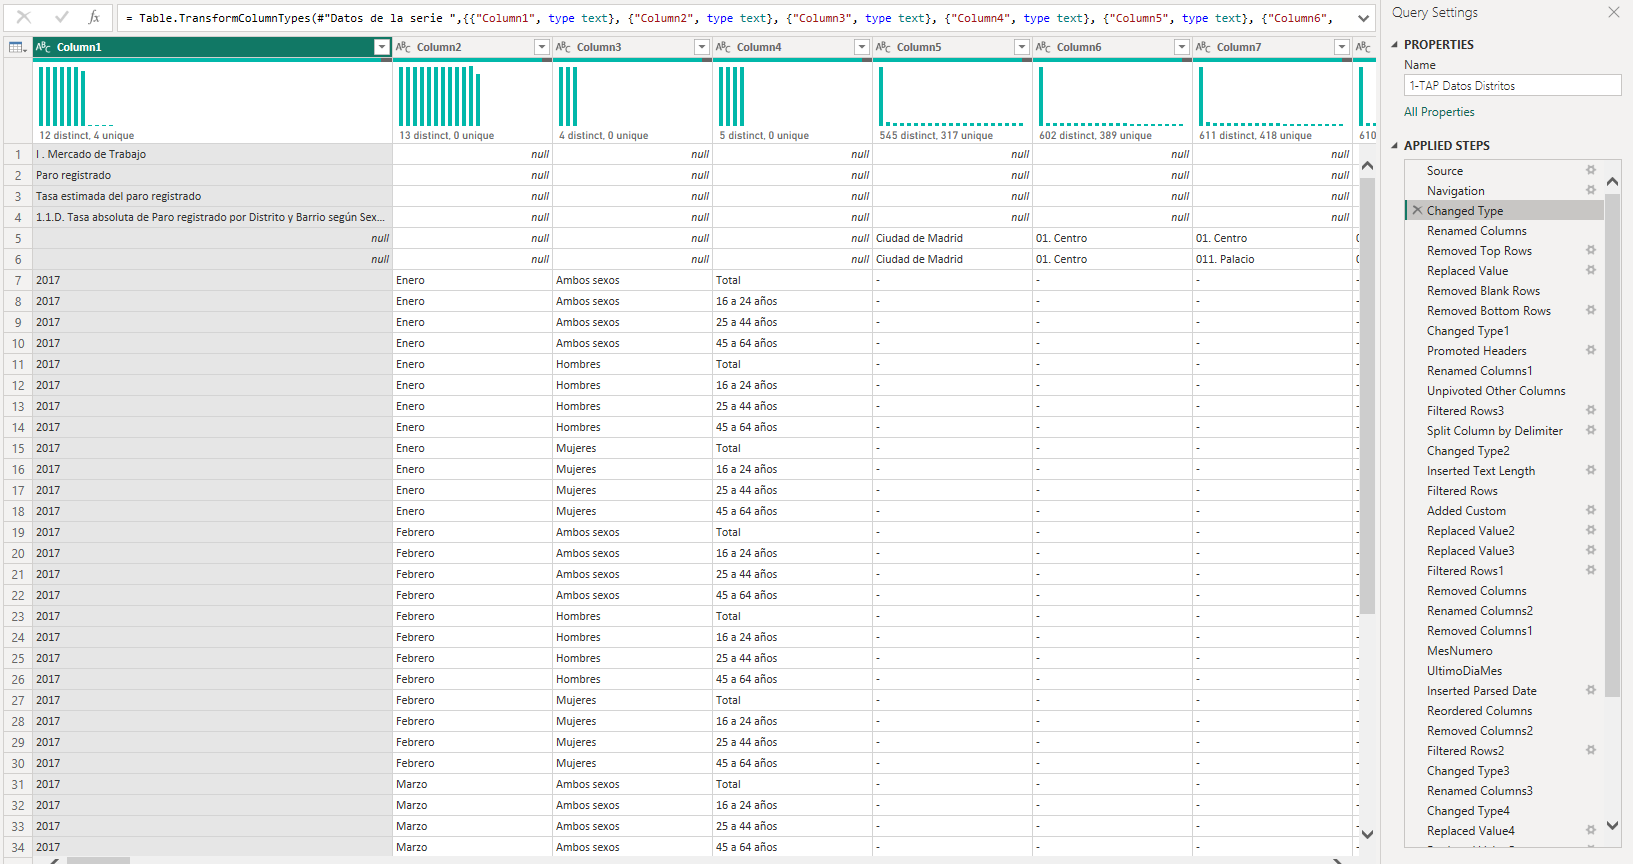 = Table.TransformColumnTypes(#"Datos de la serie ",{{"Column1", type text}, {"Column2", type text}, {"Column3", type text}, {"Column4", type text}, {"Column5", type text}, {"Column6",
Query Settings
ABC Column1 ABC Column2 ABC Column3 ABC Column4 ABC Column5 ABC Column6 ABC Column7 ABC
12 distinct, 4 unique 13 distinct, 0 unique 4 distinct, 0 unique 5 distinct, 0 unique 545 distinct, 317 unique 602 distinct, 389 unique 611 distinct, 418 unique 610
1 I . Mercado de Trabajo null null null null null null
2 Paro registrado null null null null null null
3 Tasa estimada del paro registrado null null null null null null
4 1.1.D. Tasa absoluta de Paro registrado por Distrito y Barrio según Sex... null null null null null null
5 null null null null Ciudad de Madrid 01. Centro 01. Centro 0
6 null null null null Ciudad de Madrid 01. Centro 011. Palacio 0
7 2017 Enero Ambos sexos Total - - - -
8 2017 Enero Ambos sexos 16 a 24 años - - - -
9 2017 Enero Ambos sexos 25 a 44 años - - - -
10 2017 Enero Ambos sexos 45 a 64 años - - - -
11 2017 Enero Hombres Total - - - -
12 2017 Enero Hombres 16 a 24 años - - - -
13 2017 Enero Hombres 25 a 44 años - - - -
14 2017 Enero Hombres 45 a 64 años - - - -
15 2017 Enero Mujeres Total - - - -
16 2017 Enero Mujeres 16 a 24 años - - - -
17 2017 Enero Mujeres 25 a 44 años - - - -
18 2017 Enero Mujeres 45 a 64 años - - - -
19 2017 Febrero Ambos sexos Total - - - -
20 2017 Febrero Ambos sexos 16 a 24 años - - - -
21 2017 Febrero Ambos sexos 25 a 44 años - - - -
22 2017 Febrero Ambos sexos 45 a 64 años - - - -
23 2017 Febrero Hombres Total - - - -
24 2017 Febrero Hombres 16 a 24 años - - - -
25 2017 Febrero Hombres 25 a 44 años - - - -
26 2017 Febrero Hombres 45 a 64 años - - - -
27 2017 Febrero Mujeres Total - - - -
28 2017 Febrero Mujeres 16 a 24 años - - - -
29 2017 Febrero Mujeres 25 a 44 años - - - -
30 2017 Febrero Mujeres 45 a 64 años - - - -
31 2017 Marzo Ambos sexos Total - - - -
32 2017 Marzo Ambos sexos 16 a 24 años - - - -
33 2017 Marzo Ambos sexos 25 a 44 años - - - -
34 2017 Marzo Ambos sexos 45 a 64 años - - - -
PROPERTIES
Name
1-TAP Datos Distritos
All Properties
APPLIED STEPS
Source
Navigation
Changed Type
Renamed Columns
Removed Top Rows
Replaced Value
Removed Blank Rows
Removed Bottom Rows
Changed Type1
Promoted Headers
Renamed Columns1
Unpivoted Other Columns
Filtered Rows3
Split Column by Delimiter
Changed Type2
Inserted Text Length
Filtered Rows
Added Custom
Replaced Value2
Replaced Value3
Filtered Rows1
Removed Columns
Renamed Columns2
Removed Columns1
MesNumero
UltimoDiaMes
Inserted Parsed Date
Reordered Columns
Removed Columns2
Filtered Rows2
Changed Type3
Renamed Columns3
Changed Type4
Replaced Value4